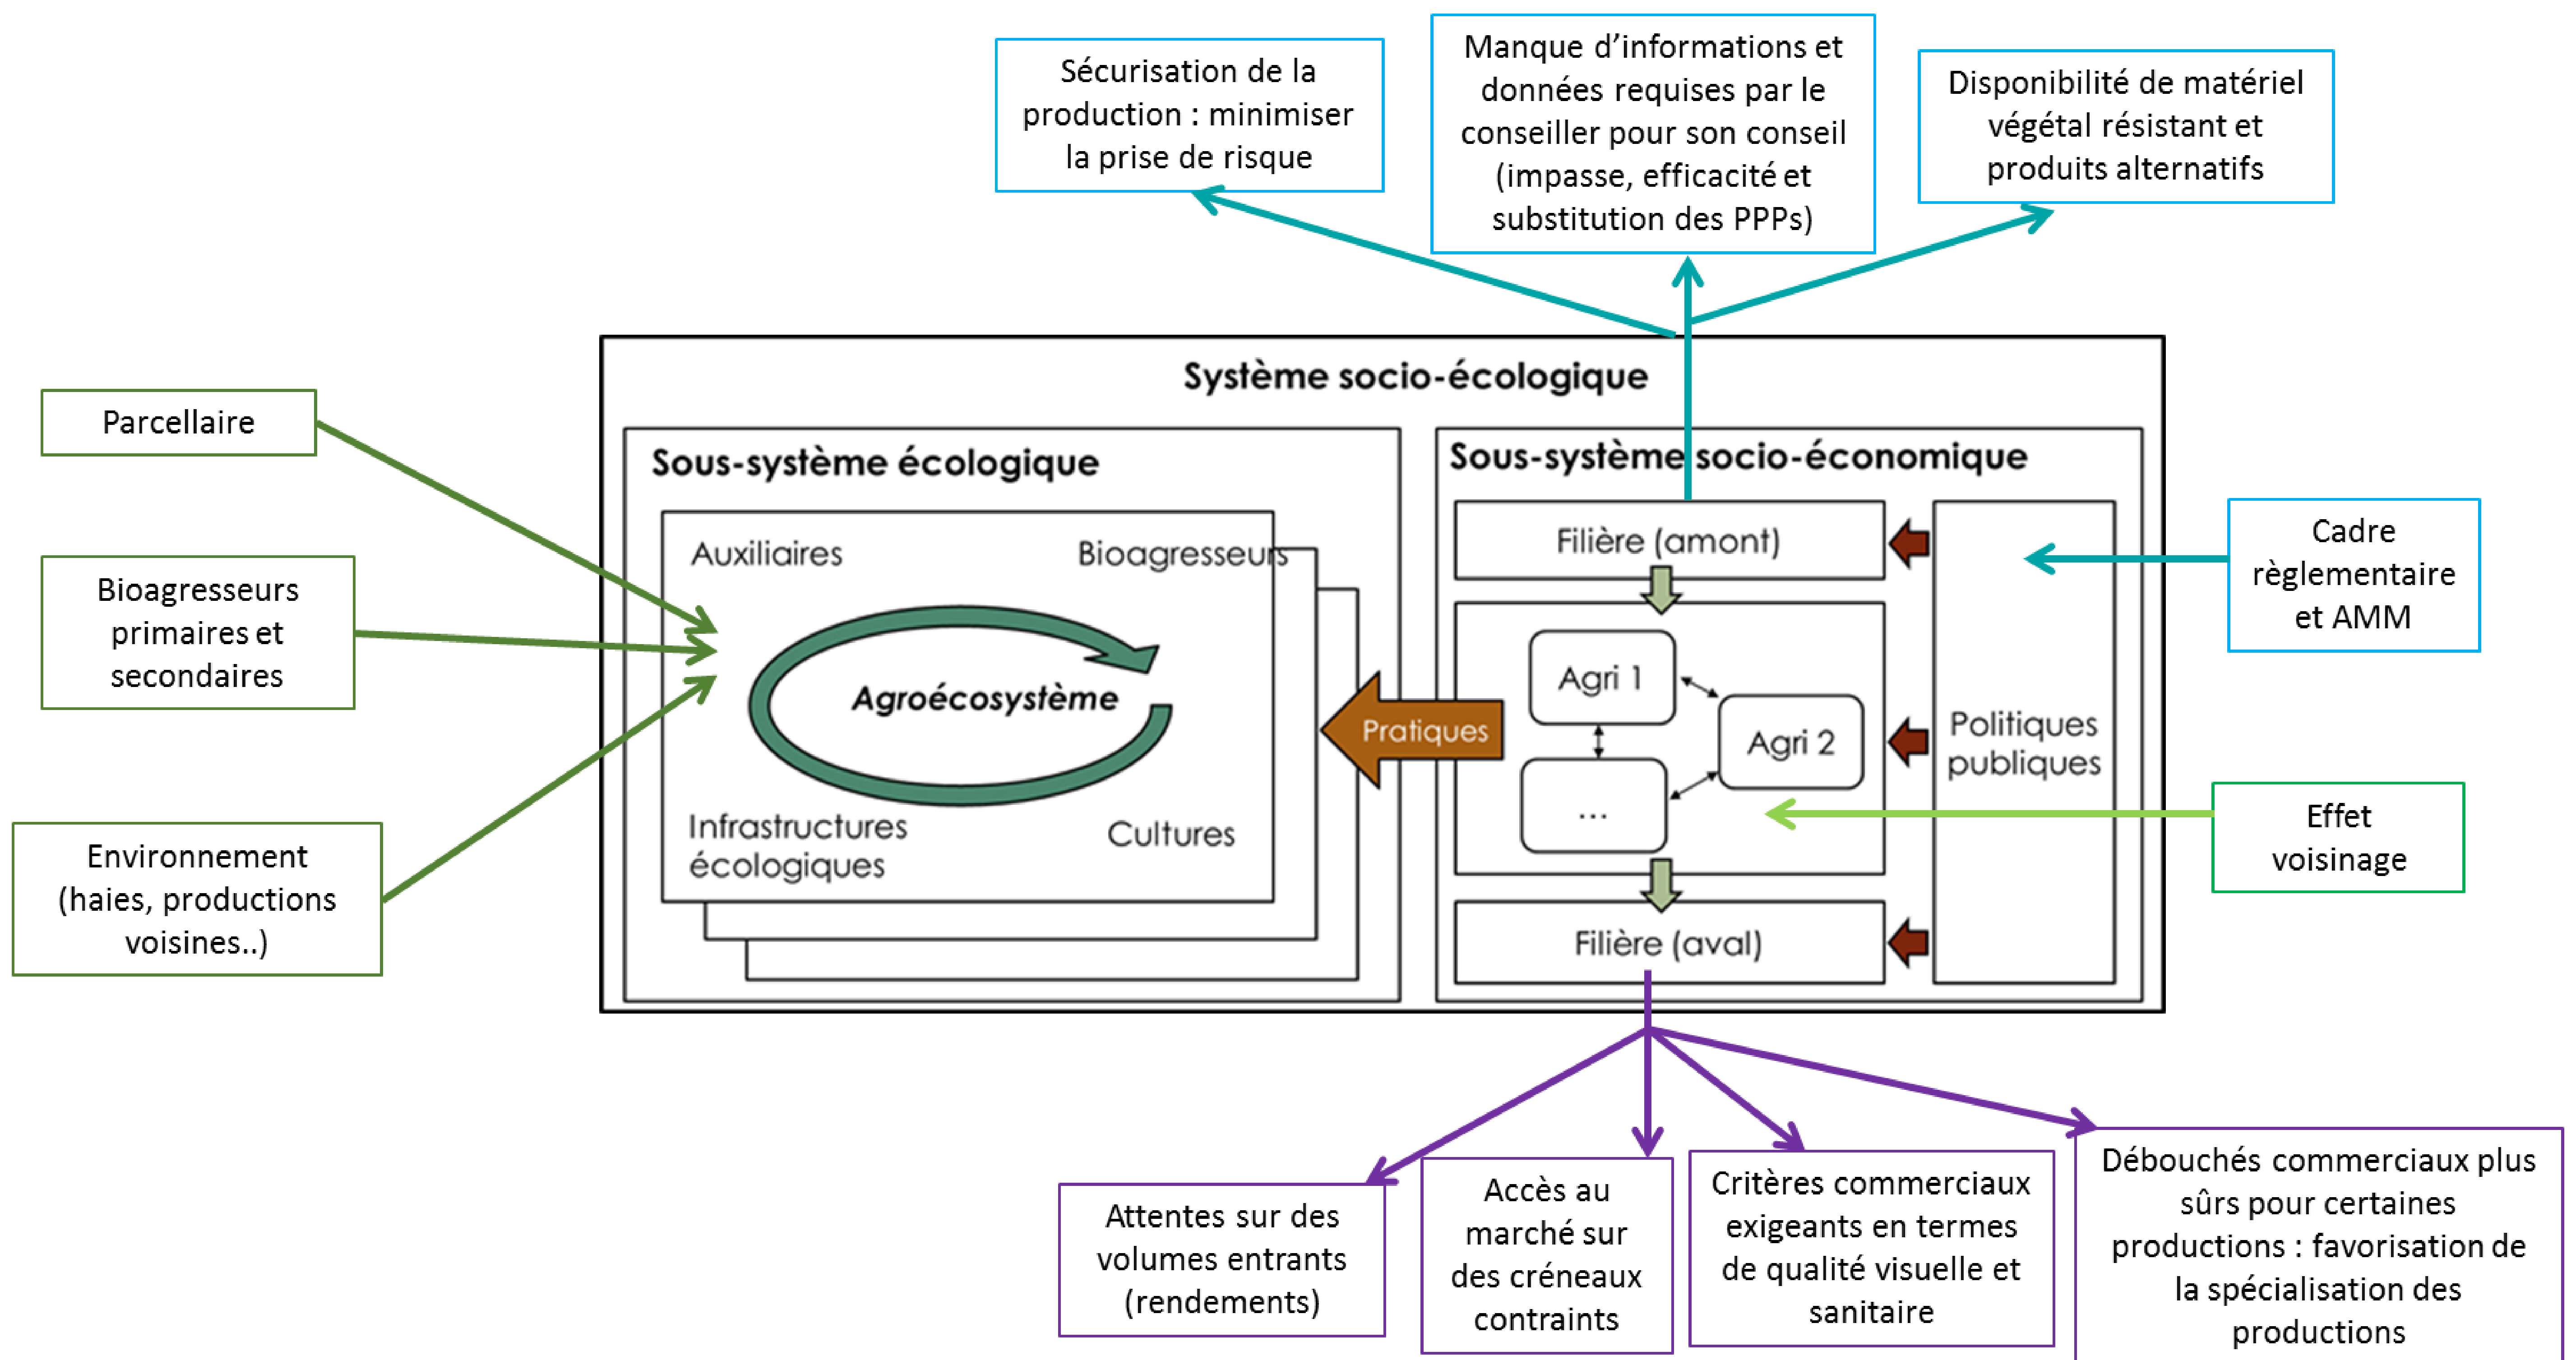 Sécurisation de la
production : minimiser
la prise de risque
Manque d’informations et
données requises par le
conseiller pour son conseil
(impasse, efficacité et
substitution des PPPs)
Disponibilité de matériel
végétal résistant et
produits alternatifs
Système socio-écologique
Parcellaire
Bioagresseurs
primaires et
secondaires
Environnement
(haies, productions
voisines..)
Sous-système écologique
Auxiliaires
Bioagresseurs
Agroécosystème
Infrastructures
écologiques
Cultures
Pratiques
Sous-système socio-économique
Filière (amont)
Agri 1
Agri 2
...
Filière (aval)
Politiques
publiques
Cadre
règlementaire
et AMM
Effet
voisinage
Attentes sur des
volumes entrants
(rendements)
Accès au
marché sur
des créneaux
contraints
Critères commerciaux
exigeants en termes
de qualité visuelle et
sanitaire
Débouchés commerciaux plus
sûrs pour certaines
productions : favorisation de
la spécialisation des
productions